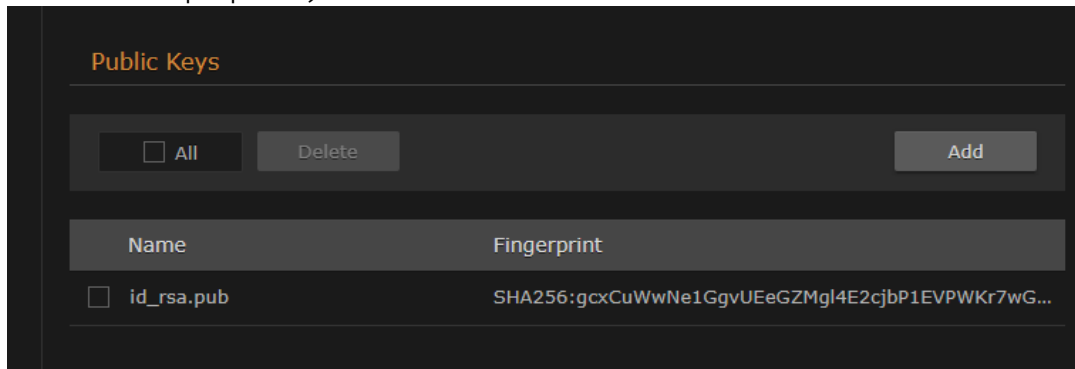 Public Keys
All Delete Add
Name Fingerprint
id_rsa.pub SHA256:gcxCuWwNe1GgvUEeGZMgl4E2cjbP1EVPWKr7wG...